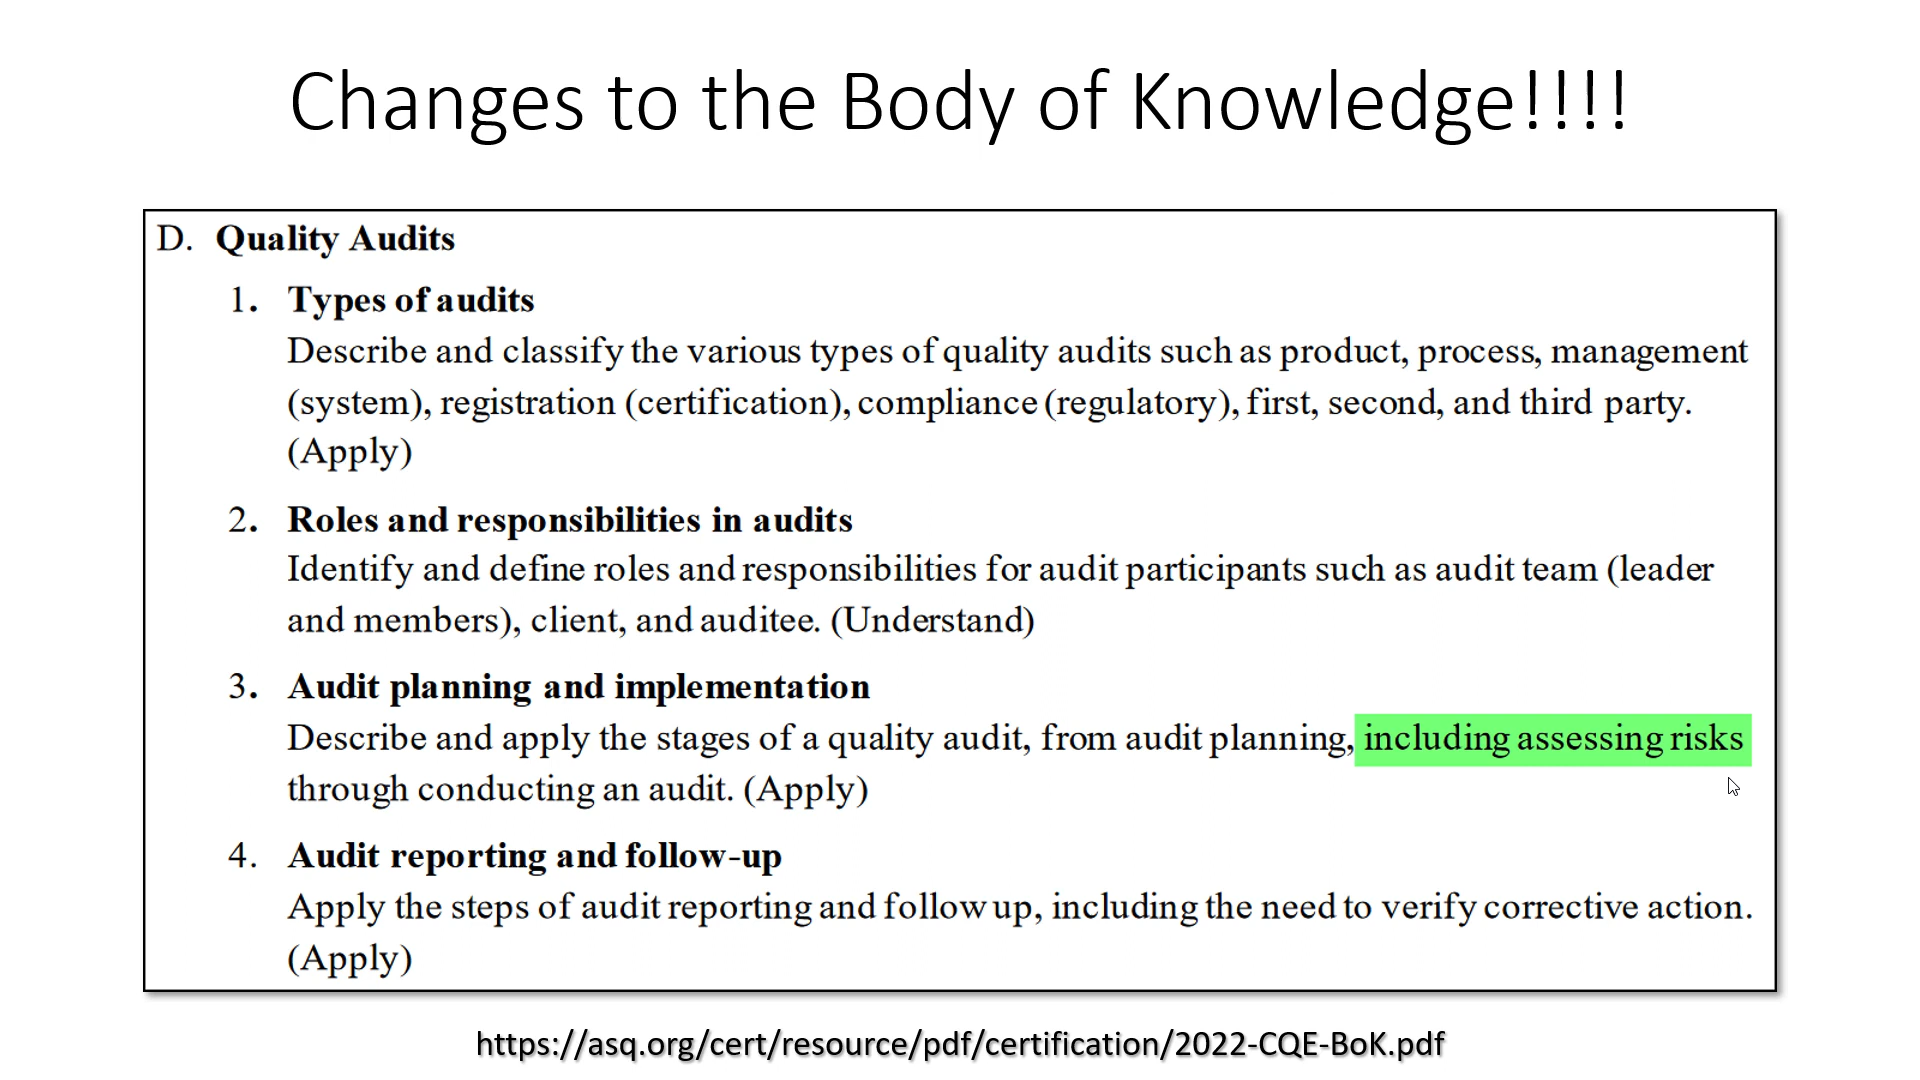 Changes to the Body of Knowledge!!!!
D. Quality Audits
1. Types of audits
Describe and classify the various types of quality audits such as product, process, management
(system), registration (certification), compliance (regulatory), first, second, and third party.
(Apply)
2. Roles and responsibilities in audits
Identify and define roles and responsibilities for audit participants such as audit team (leader
and members), client, and auditee. (Understand)
3. Audit planning and implementation
Describe and apply the stages of a quality audit, from audit planning, including assessing risks
through conducting an audit. (Apply)
4. Audit reporting and follow-up
Apply the steps of audit reporting and follow up, including the need to verify corrective action.
(Apply)
https://asq.org/cert/resource/pdf/certification/2022-CQE-BoK.pdf